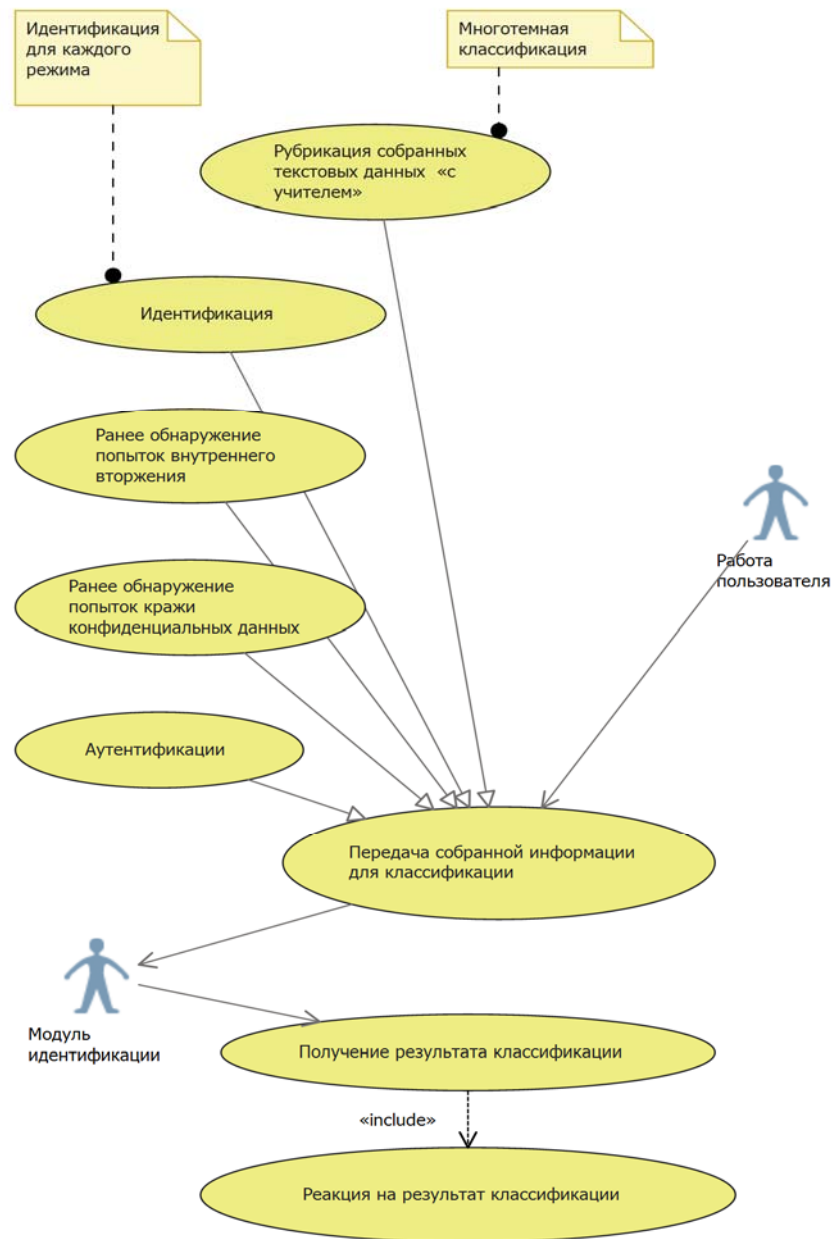 Идентификация
для каждого
режима
Многотемная
классификация
Рубрикация собранных
текстовых данных «с
учителем»
Идентификация
Ранее обнаружение
попыток внутреннего
вторжения
Ранее обнаружение
попыток кражи
конфиденциальных данных
Работа
пользователя
Аутентификации
Передача собранной информации
для классификации
Модуль
идентификации
Получение результата классификации
«include»
Реакция на результат классификации